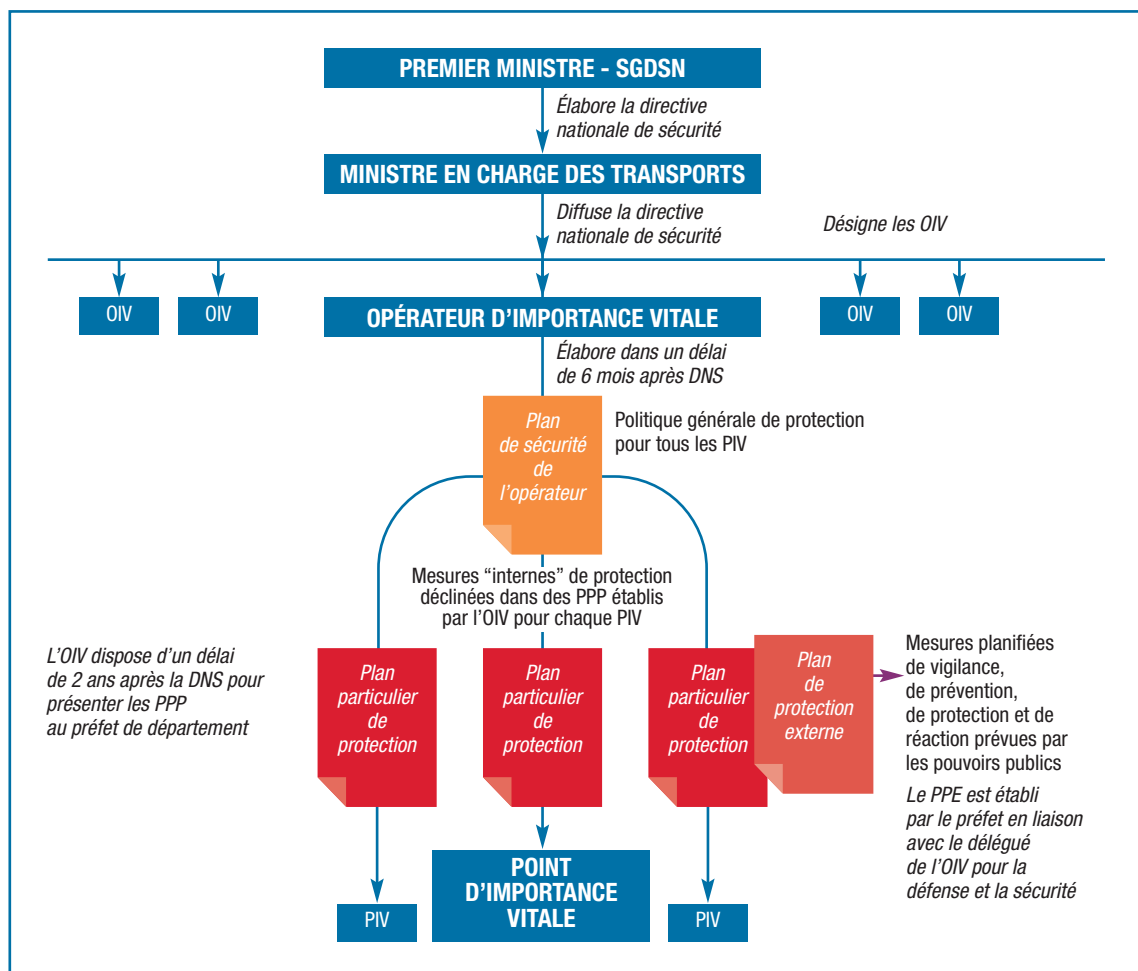 PREMIER MINISTRE - SGDSN
Élabore la directive
nationale de sécurité
MINISTRE EN CHARGE DES TRANSPORTS
Diffuse la directive
nationale de sécurité
Désigne les OIV
OIV
OIV
OPÉRATEUR D'IMPORTANCE VITALE
OIV
OIV
Élabore dans un délai
de 6 mois après DNS
Plan
de sécurité
de
l'opérateur
Politique générale de protection
pour tous les PIV
Mesures "internes" de protection
déclinées dans des PPP établis
par l'OIV pour chaque PIV
L'OIV dispose d'un délai
de 2 ans après la DNS pour
présenter les PPP
au préfet de département
Plan
particulier
de
protection
Plan
particulier
de
protection
Plan
particulier
de
protection
Plan
de
protection
externe
Mesures planifiées
de vigilance,
de prévention,
de protection et de
réaction prévues par
les pouvoirs publics
Le PPE est établi
par le préfet en liaison
avec le délégué
de l'OIV pour la
défense et la sécurité
PIV
POINT
D'IMPORTANCE
VITALE
PIV